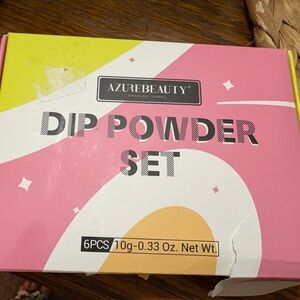 AZUREBEAUTY®
DIP POWDER
SET
6PCS 10g-0.33 Oz. Net Wt.